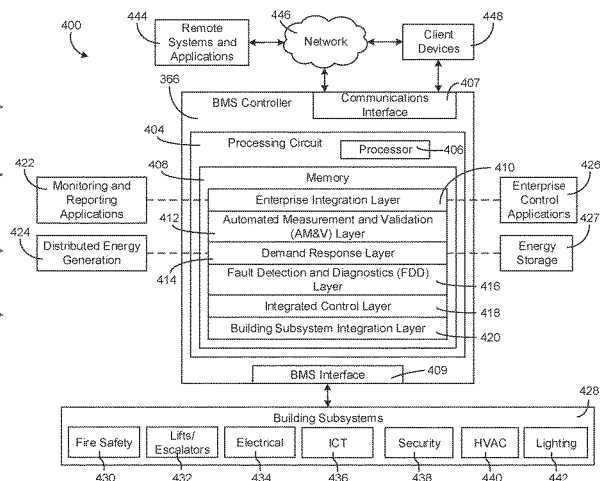 400
444
Remote
Systems and
Applications
446
Network
Client
Devices
448
366
BMS Controller
Communications
Interface
407
404
Processing Circuit
Processor
406
408
Memory
410
422
Monitoring and
Reporting
Applications
Enterprise Integration Layer
426
Enterprise
Control
Applications
412
Automated Measurement and Validation
(AM&V) Layer
424
Distributed Energy
Generation
Demand Response Layer
427
Energy
Storage
414
Fault Detection and Diagnostics (FDD)
Layer
416
Integrated Control Layer
418
Building Subsystem Integration Layer
420
BMS Interface
409
Building Subsystems
428
Fire Safety
Lifts/
Escalators
Electrical
ICT
Security
HVAC
Lighting
430
432
434
436
438
440
442